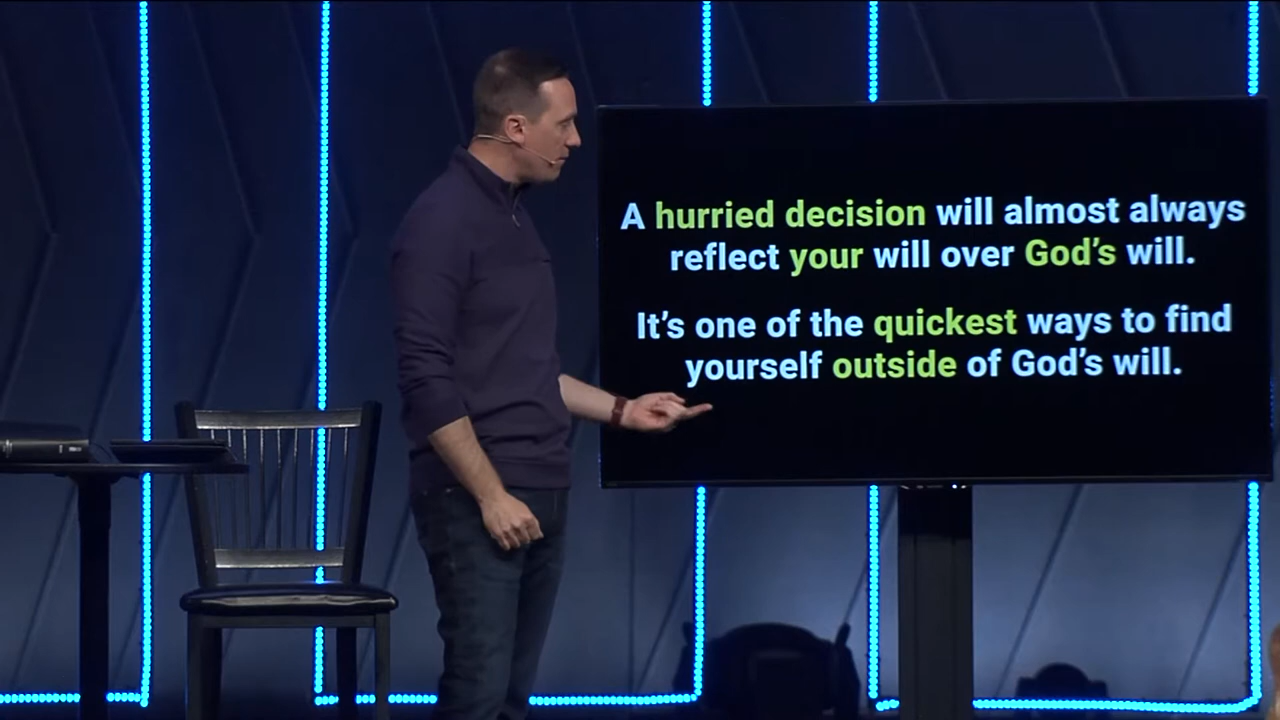 A hurried decision will almost always
reflect your will over God's will.
It's one of the quickest ways to find
yourself outside of God's will.